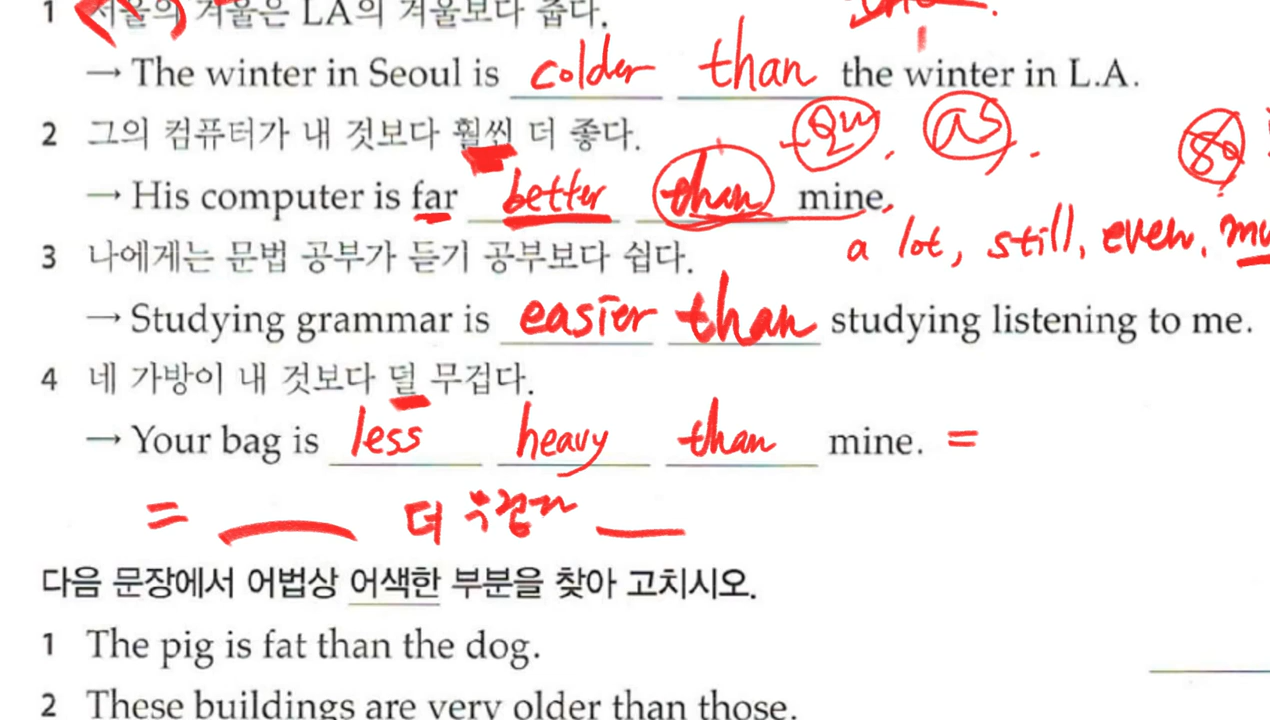 1 서울의 겨울은 LA의 겨울보다 춥다.
→ The winter in Seoul is colder than the winter in L.A.
2 그의 컴퓨터가 내 것보다 훨씬 더 좋다.
as
→ His computer is far better than mine.
a lot, still, even,
3 나에게는 문법 공부가 듣기 공부보다 쉽다.
→ Studying grammar is easier than studying listening to me.
4 네 가방이 내 것보다 덜 무겁다.
→ Your bag is less heavy than mine. =
= 더
다음 문장에서 어법상 어색한 부분을 찾아 고치시오.
1 The pig is fat than the dog.
2 These buildings are very older than those.